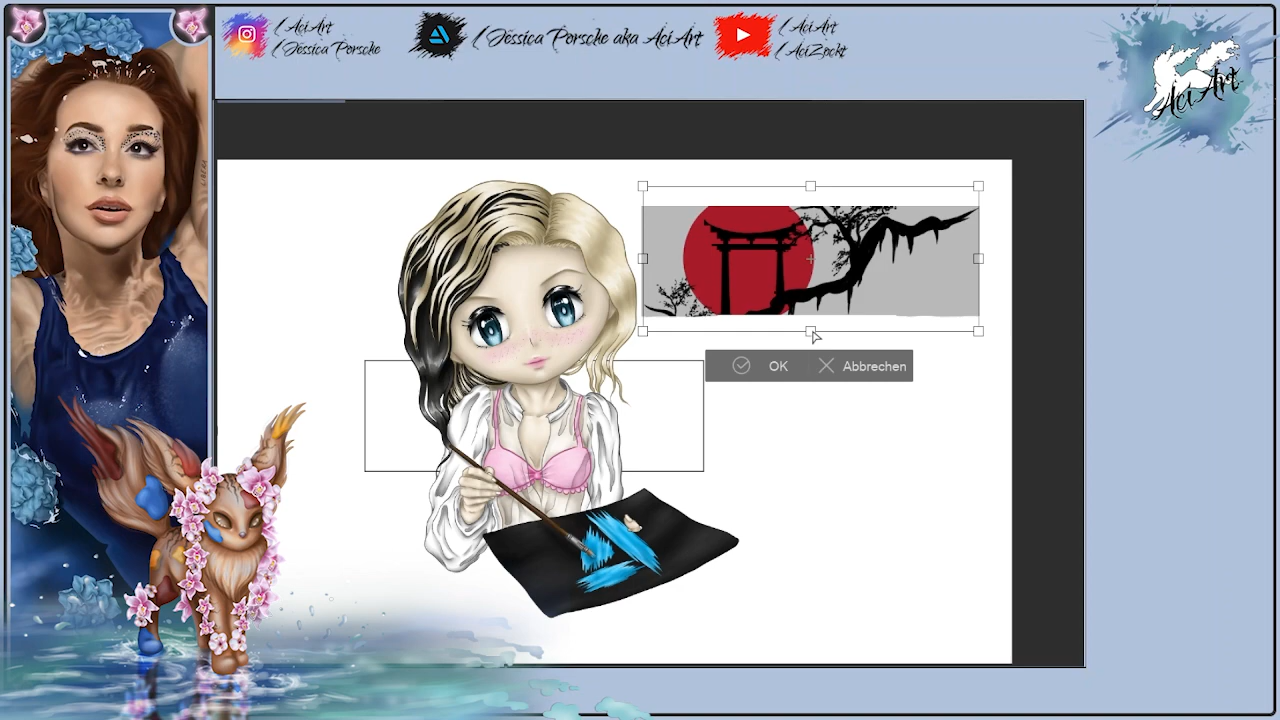 /AciArt
/Jessica Porsche
/Jessica Porsche aka AciArt
/AciArt
/AciZockt
AciArt
OK
Abbrechen